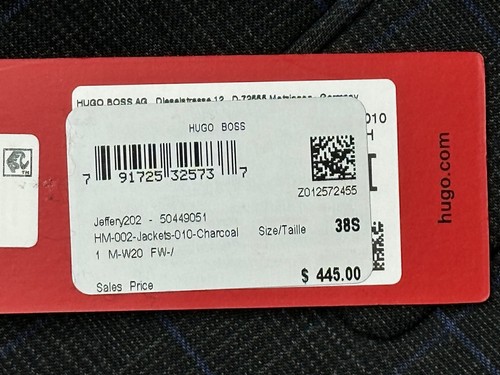 HUGO BOSS AG Dieselstrasse 12 D-72555 Metzingen Germany
HUGO BOSS
010
H
7 91725 32573 7
Z012572455
Jeffery202 - 50449051
HM-002-Jackets-010-Charcoal
Size/Taille 38S
1 M-W20 FW-/
$ 445.00
Sales Price
hugo.com